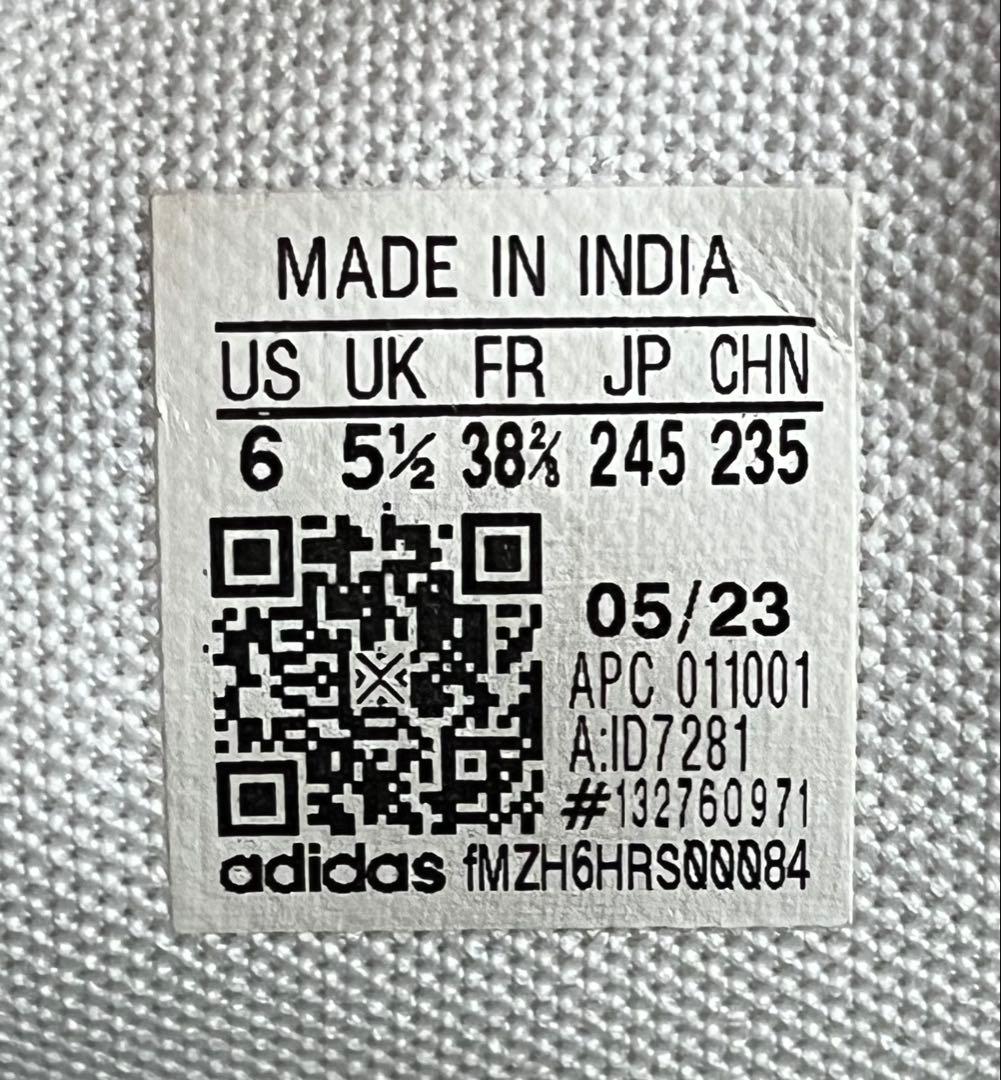 MADE IN INDIA
US UK FR JP CHN
6 5½ 38⅔ 245 235
05/23
APC 011001
A:ID7281
#132760971
adidas fMZH6HRS00084